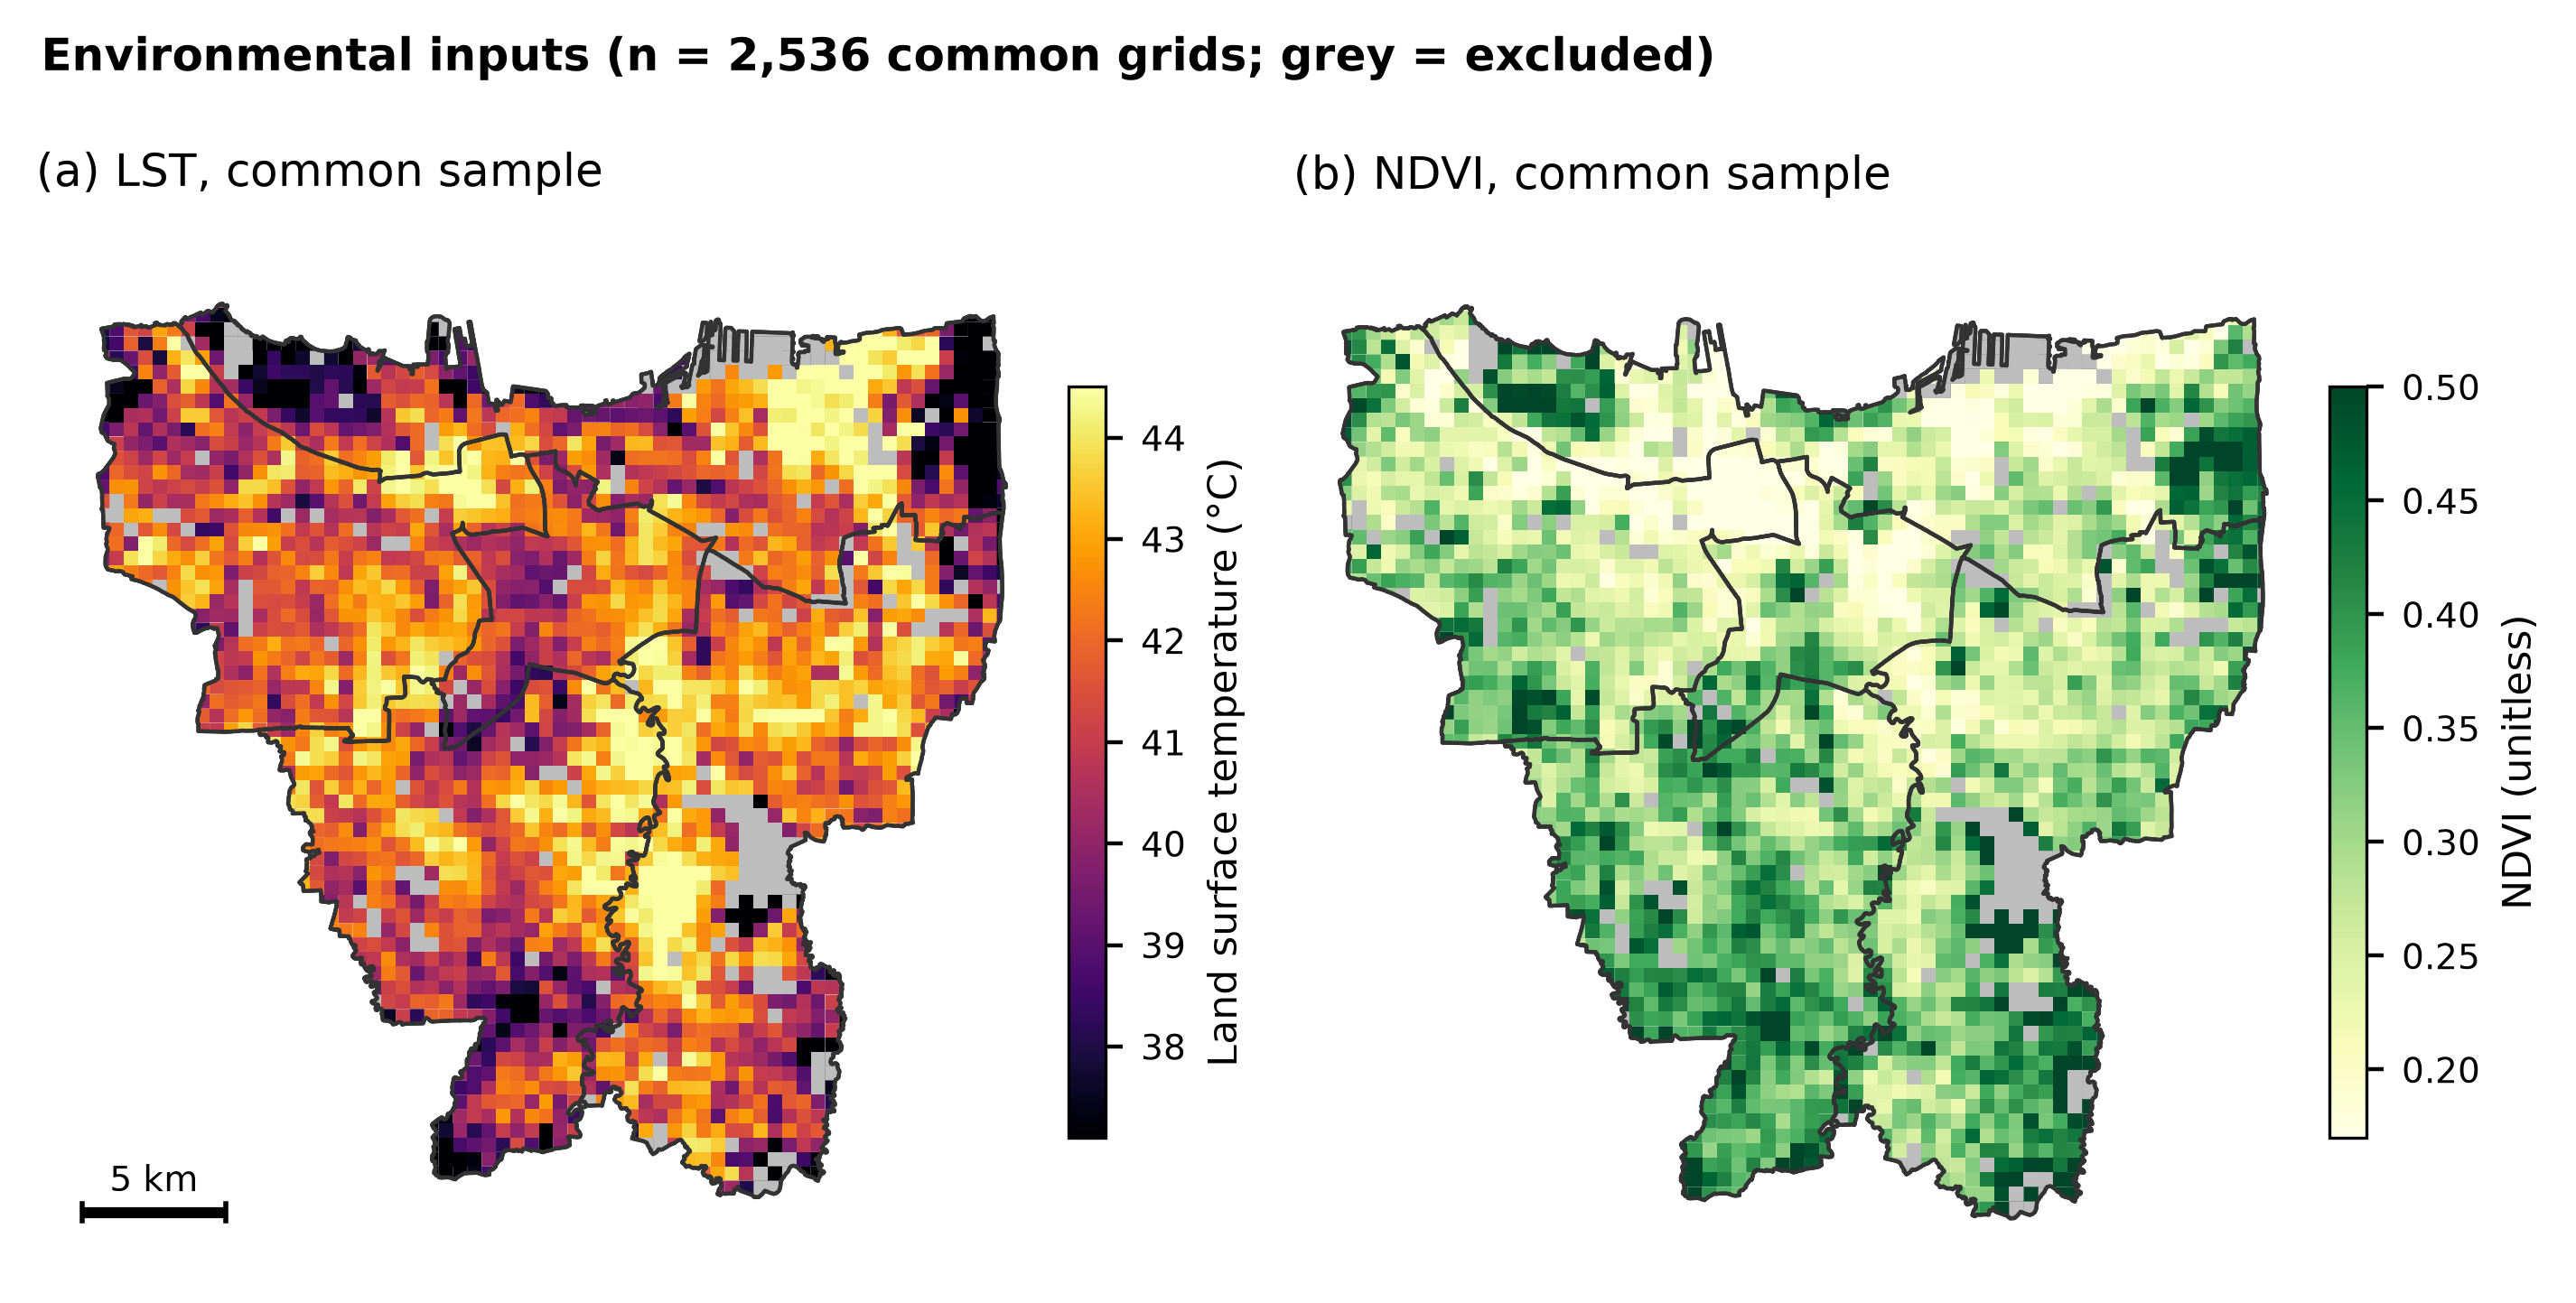 Environmental inputs (n = 2,536 common grids; grey = excluded)
(a) LST, common sample
(b) NDVI, common sample
44
43
42
41
40
39
38
Land surface temperature (°C)
0.50
0.45
0.40
0.35
0.30
0.25
0.20
NDVI (unitless)
5 km